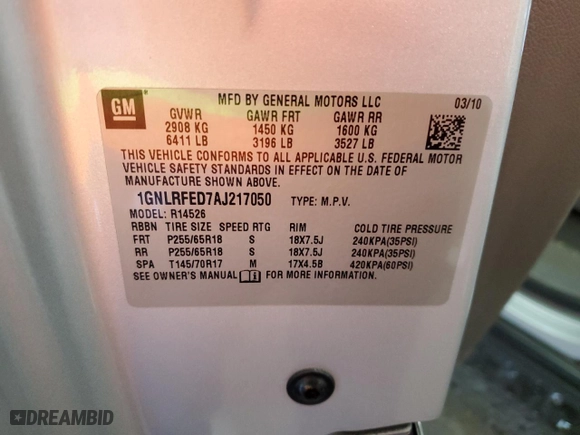 GM
MFD BY GENERAL MOTORS LLC 03/10
GVWR GAWR FRT GAWR RR
2908 KG 1450 KG 1600 KG
6411 LB 3196 LB 3527 LB
THIS VEHICLE CONFORMS TO ALL APPLICABLE U.S. FEDERAL MOTOR
VEHICLE SAFETY STANDARDS IN EFFECT ON THE DATE OF
MANUFACTURE SHOWN ABOVE.
1GNLRFED7AJ217050 TYPE: M.P.V.
MODEL: R14526
RBBN TIRE SIZE SPEED RTG RIM COLD TIRE PRESSURE
FRT P255/65R18 S 18X7.5J 240KPA(35PSI)
RR P255/65R18 S 18X7.5J 240KPA(35PSI)
SPA T145/70R17 M 17X4.5B 420KPA(60PSI)
SEE OWNER'S MANUAL FOR MORE INFORMATION.
DREAMBID